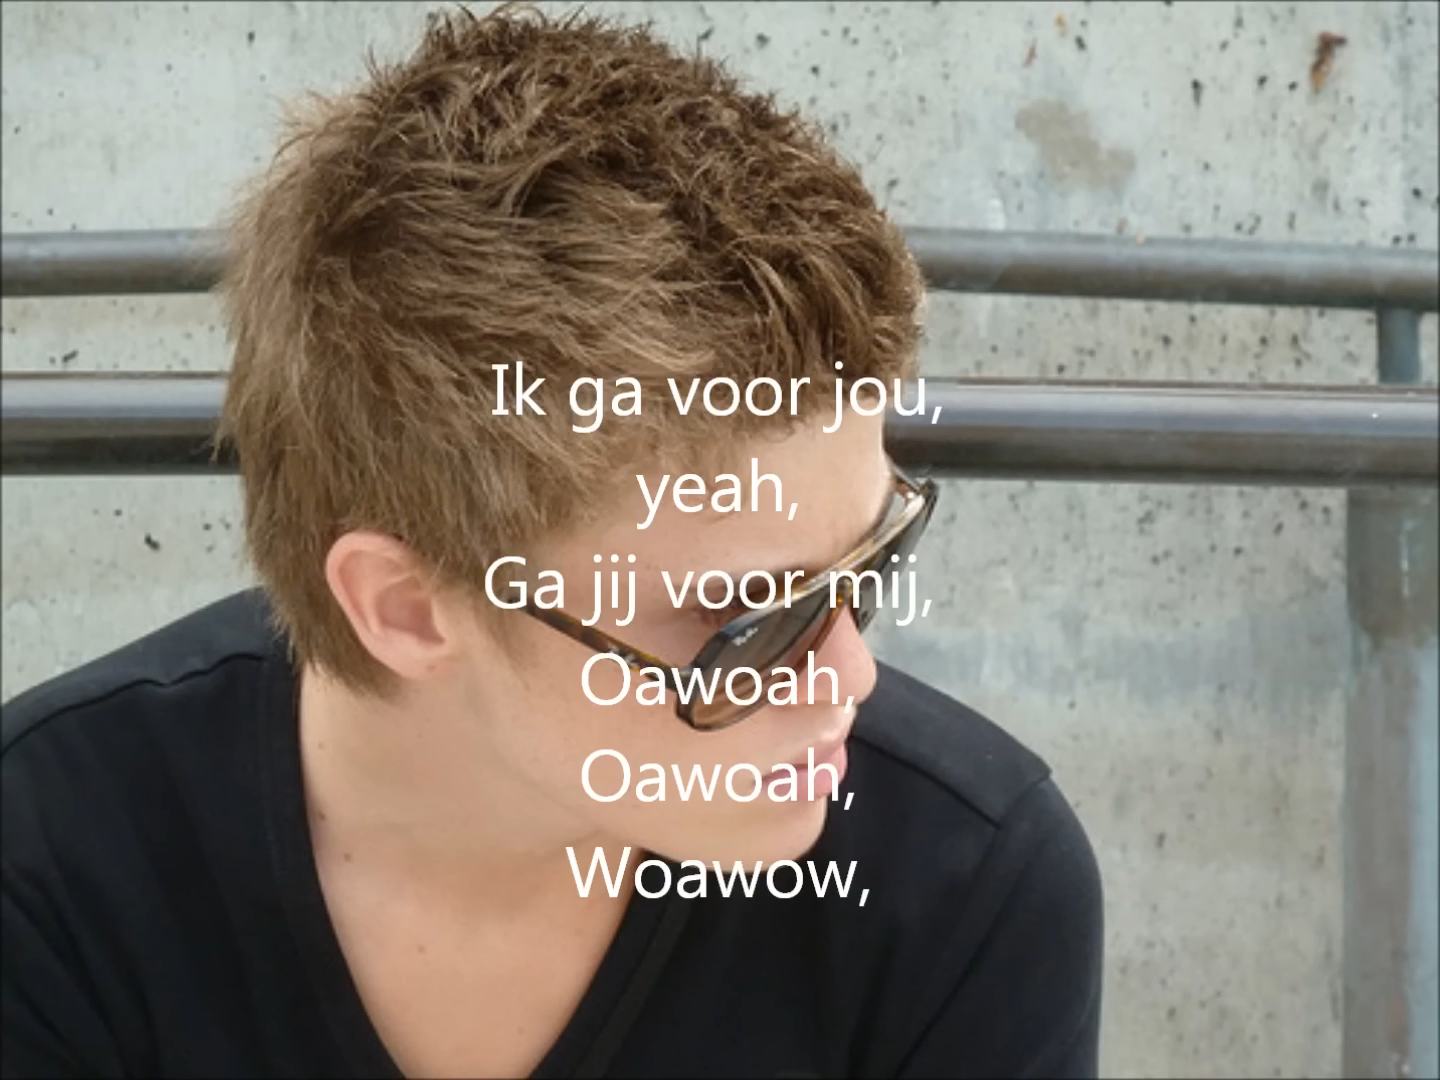 Ik ga voor jou,
yeah,
Ga jij voor mij,
Oawoah,
Oawoah,
Woawow,